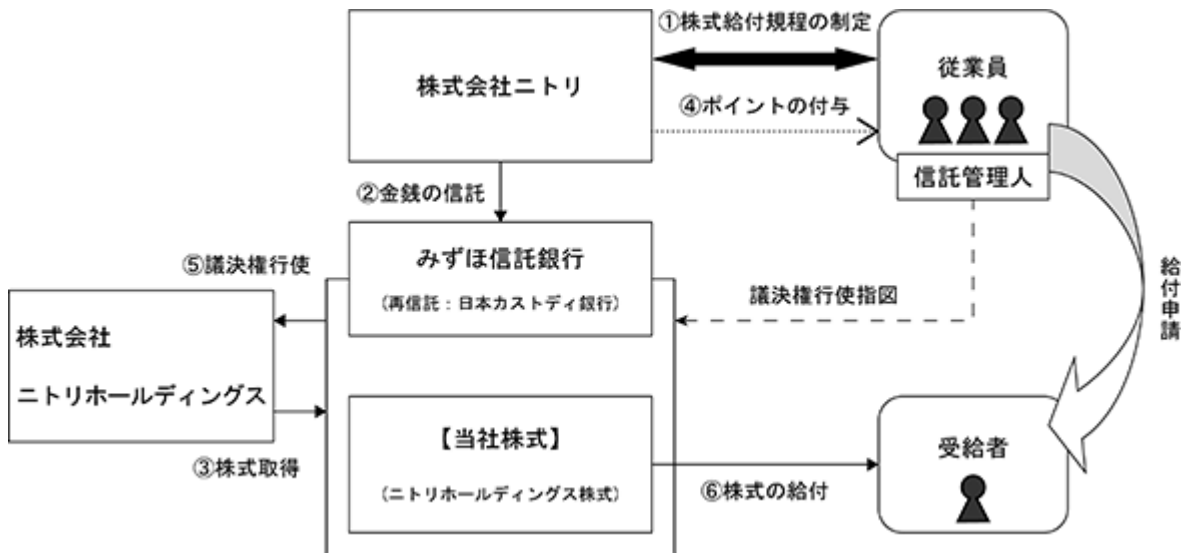 ①株式給付規程の制定
株式会社ニトリ
従業員
④ポイントの付与
信託管理人
②金銭の信託
みずほ信託銀行
(再信託:日本カストディ銀行)
⑤議決権行使
議決権行使指図
給付申請
株式会社
ニトリホールディングス
③株式取得
【当社株式】
(ニトリホールディングス株式)
⑥株式の給付
受給者